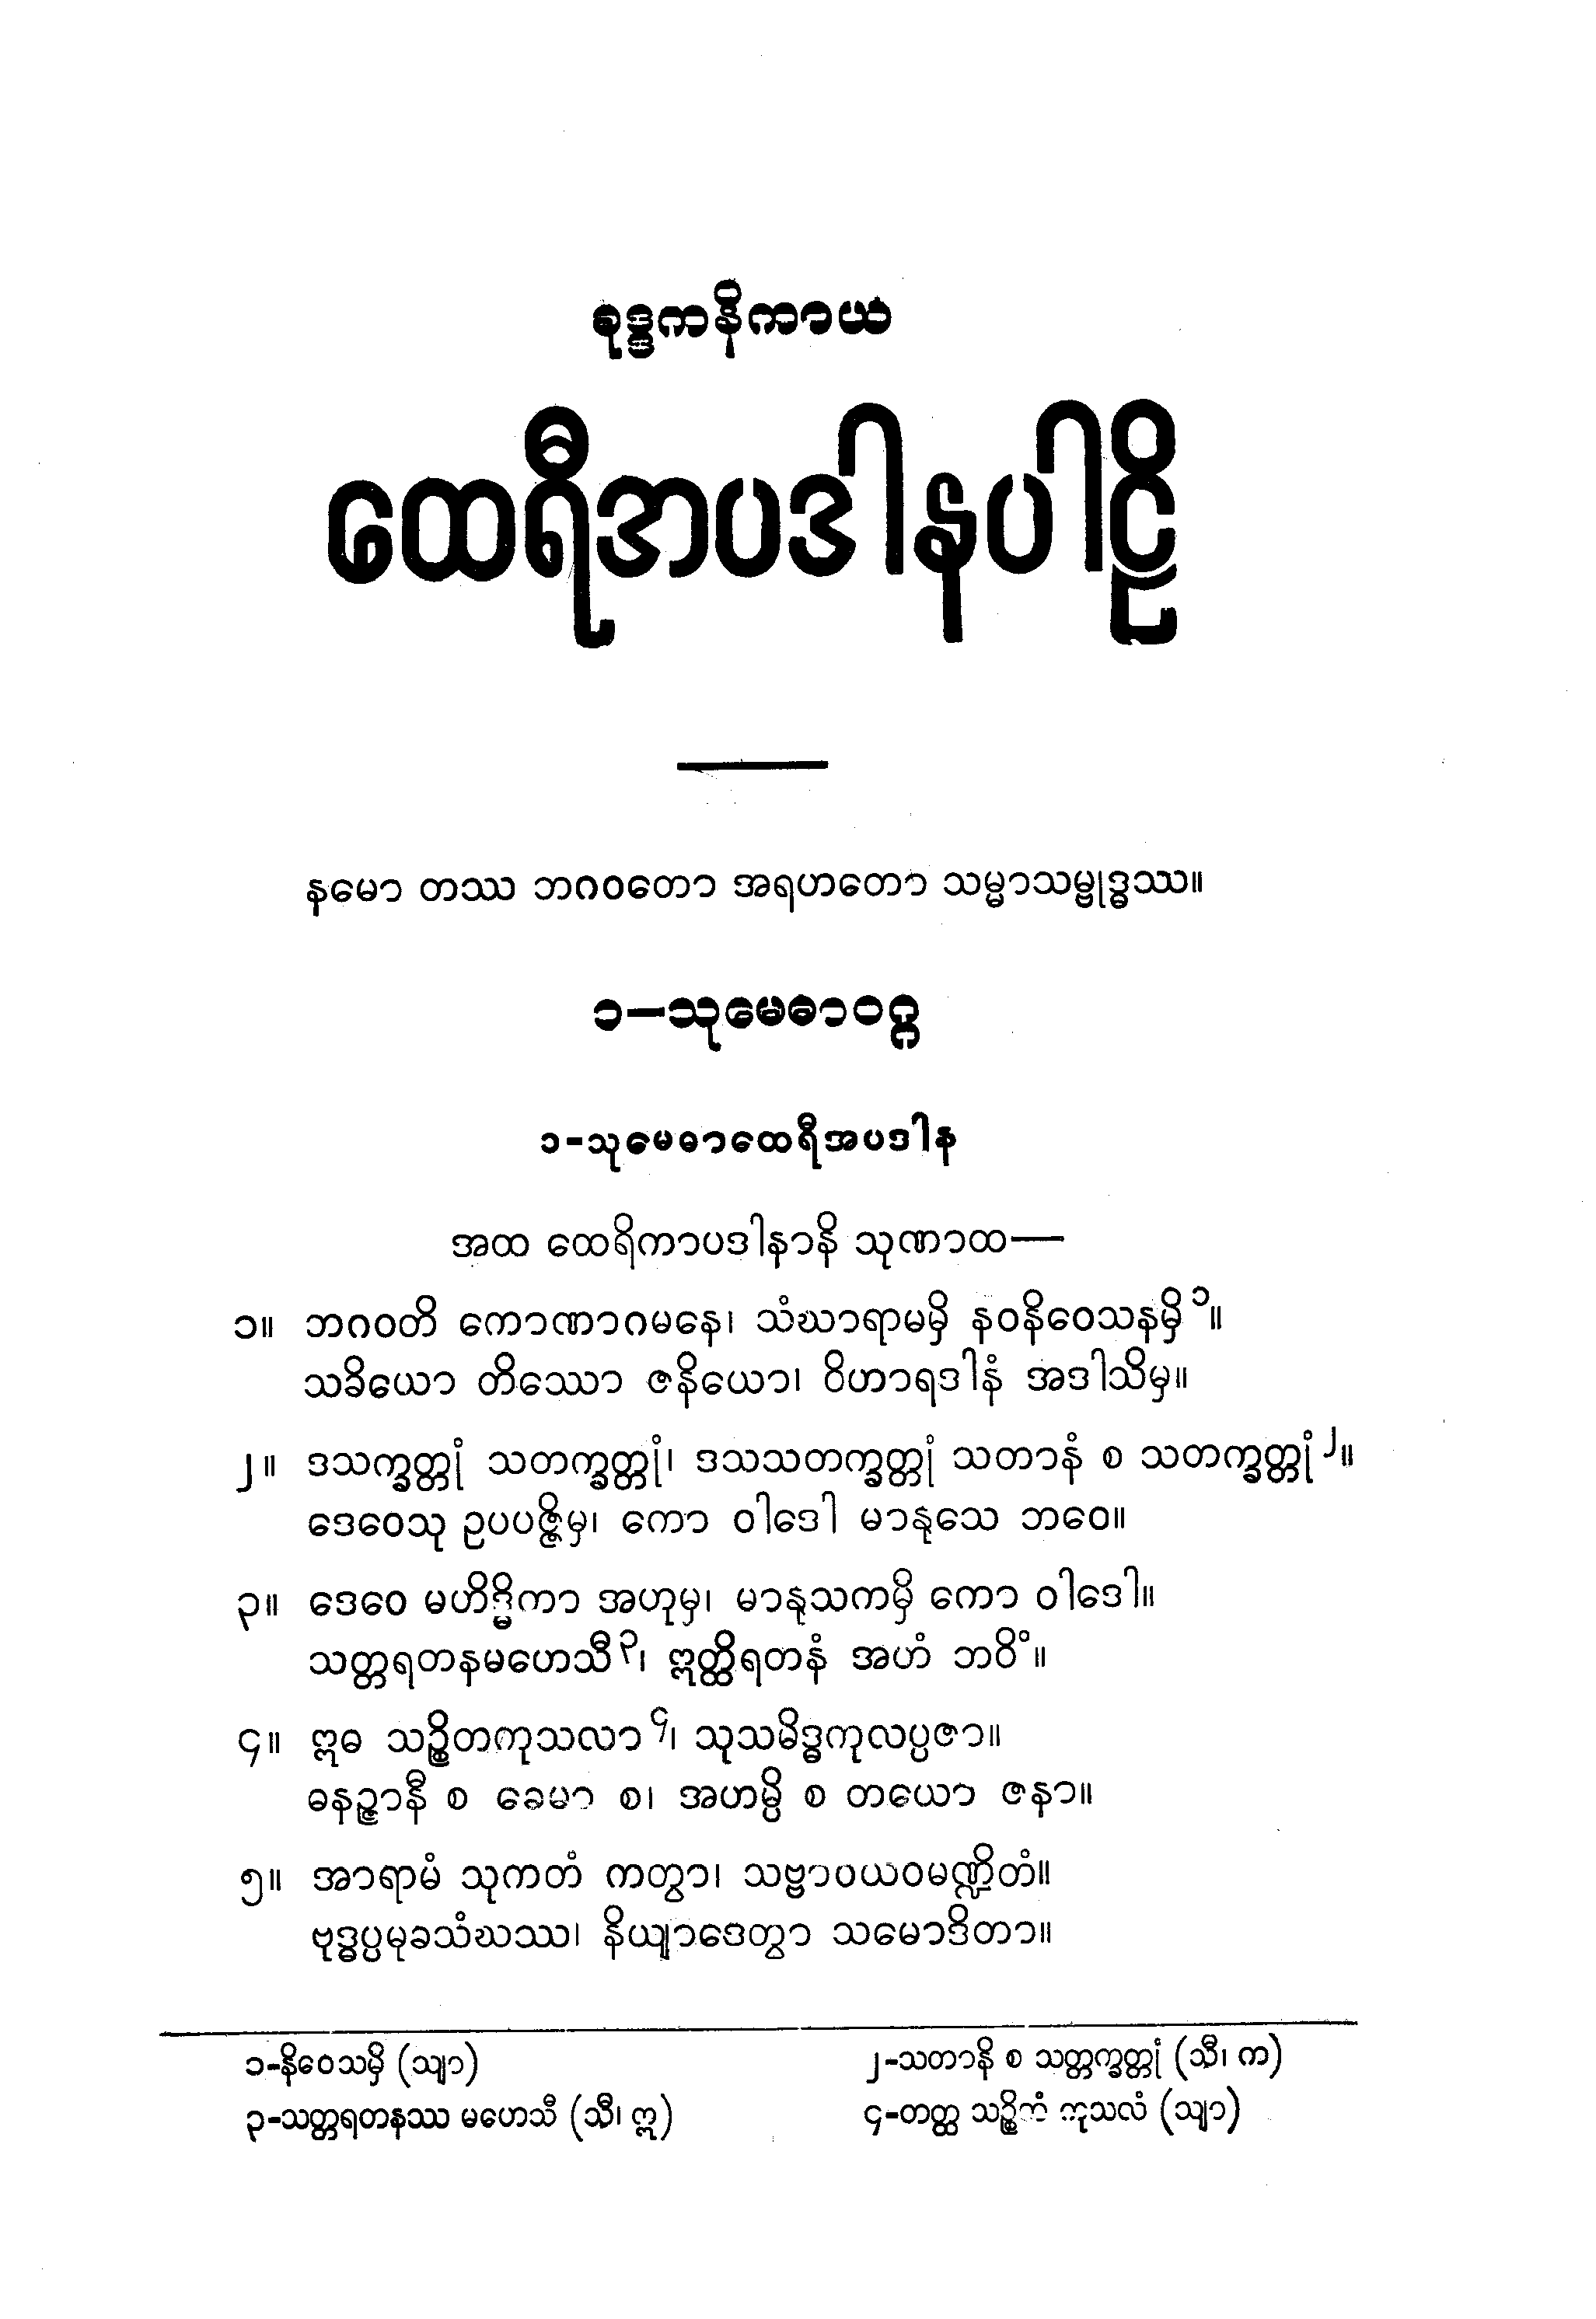 ခုဒ္ဒကနိကာယ
ထေရီအပဒါနပါဠိ
နမော တဿ ဘဂဝတော အရဟတော သမ္မာသမ္ဗုဒ္ဓဿ။
၁–သုမေဓာဝဂ္ဂ
၁-သုမေဓာထေရီအပဒါန
အထ ထေရိကာပဒါနာနိ သုဏာထ—
၁။ ဘဂဝတိ ကောဏာဂမနေ၊ သံဃာရာမမှိ နဝနိဝေသနမှိ ၁။
သခိယော တိဿော ဇနိယော၊ ဝိဟာရဒါနံ အဒါသိမှ။
၂။ ဒသက္ခတ္တုံ သတက္ခတ္တုံ၊ ဒသသတက္ခတ္တုံ သတာနံ စ သတက္ခတ္တုံ ၂။
ဒေဝေသု ဥပပဇ္ဇိမှ၊ ကော ဝါဒေါ မာနုသေ ဘဝေ။
၃။ ဒေဝေ မဟိဒ္ဓိကာ အဟုမှ၊ မာနုသကမှိ ကော ဝါဒေါ။
သတ္တရတနမဟေသီ ၃၊ ဣတ္ထိရတနံ အဟံ ဘဝိံ။
၄။ ဣဓ သဉ္စိတကုသလာ ၄၊ သုသမိဒ္ဓကုလပ္ပဇာ။
ဓနဉ္ဇာနီ စ ခေမာ စ၊ အဟမ္ပိ စ တယော ဇနာ။
၅။ အာရာမံ သုကတံ ကတွာ၊ သဗ္ဗာဝယဝမဏ္ဍိတံ။
ဗုဒ္ဓပ္ပမုခသံဃဿ၊ နိယျာဒေတွာ သမောဒိတာ။
၁-နိဝေသမှိ (သျာ)
၂-သတာနိ စ သတ္တက္ခတ္တုံ (သီ၊ က)
၃-သတ္တရတနဿ မဟေသီ (သီ၊ ဣ)
၄-တတ္ထ သဉ္စိတံ ကုသလံ (သျာ)